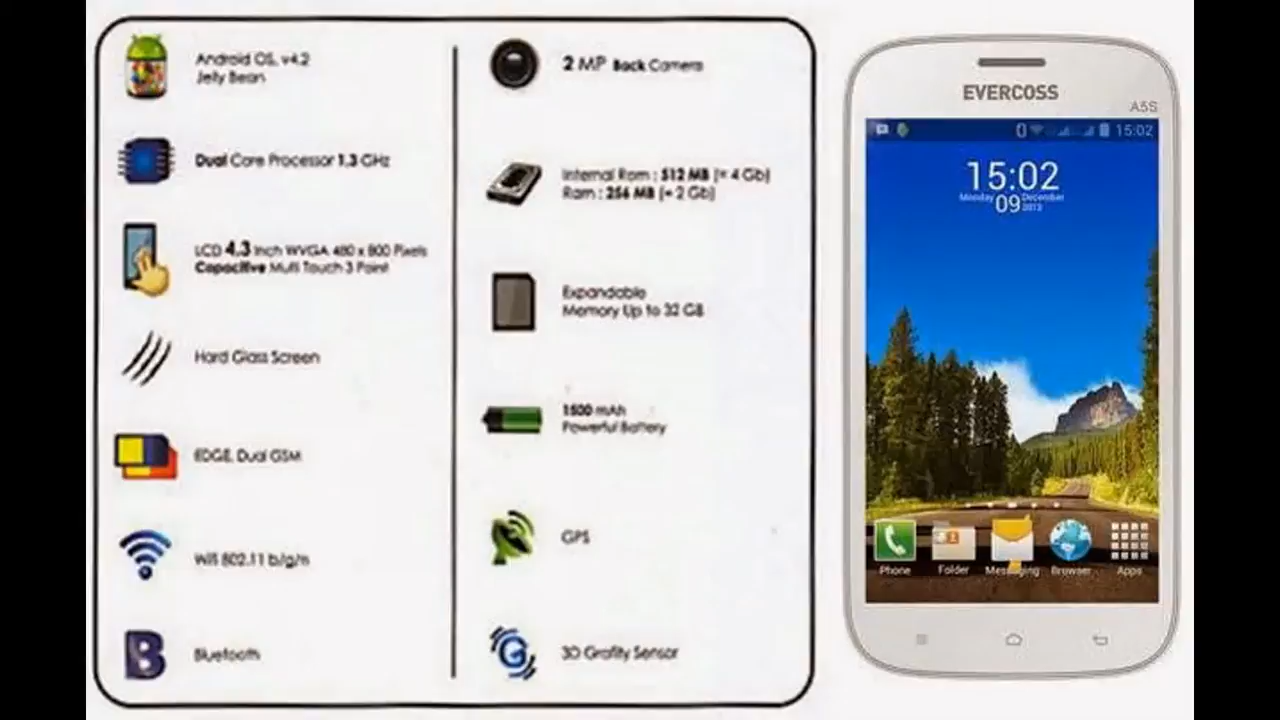 Android OS, v4.2
Jelly Bean
Dual Core Processor 1.3 GHz
LCD 4.3 Inch WVGA 480 x 800 Pixels
Capacitive Multi Touch 3 Point
Hard Glass Screen
EDGE, Dual GSM
Wifi 802.11 b/g/n
Bluetooth
2 MP Back Camera
Internal Rom : 512 MB (= 4 Gb)
Ram : 256 MB (= 2 Gb)
Expandable
Memory Up to 32 GB
1500 mAh
Powerful Battery
GPS
3D Grafity Sensor
EVERCOSS
A5S
15:02
15:02
Monday 09 December
2013
Phone
Folder
Messaging
Browser
Apps